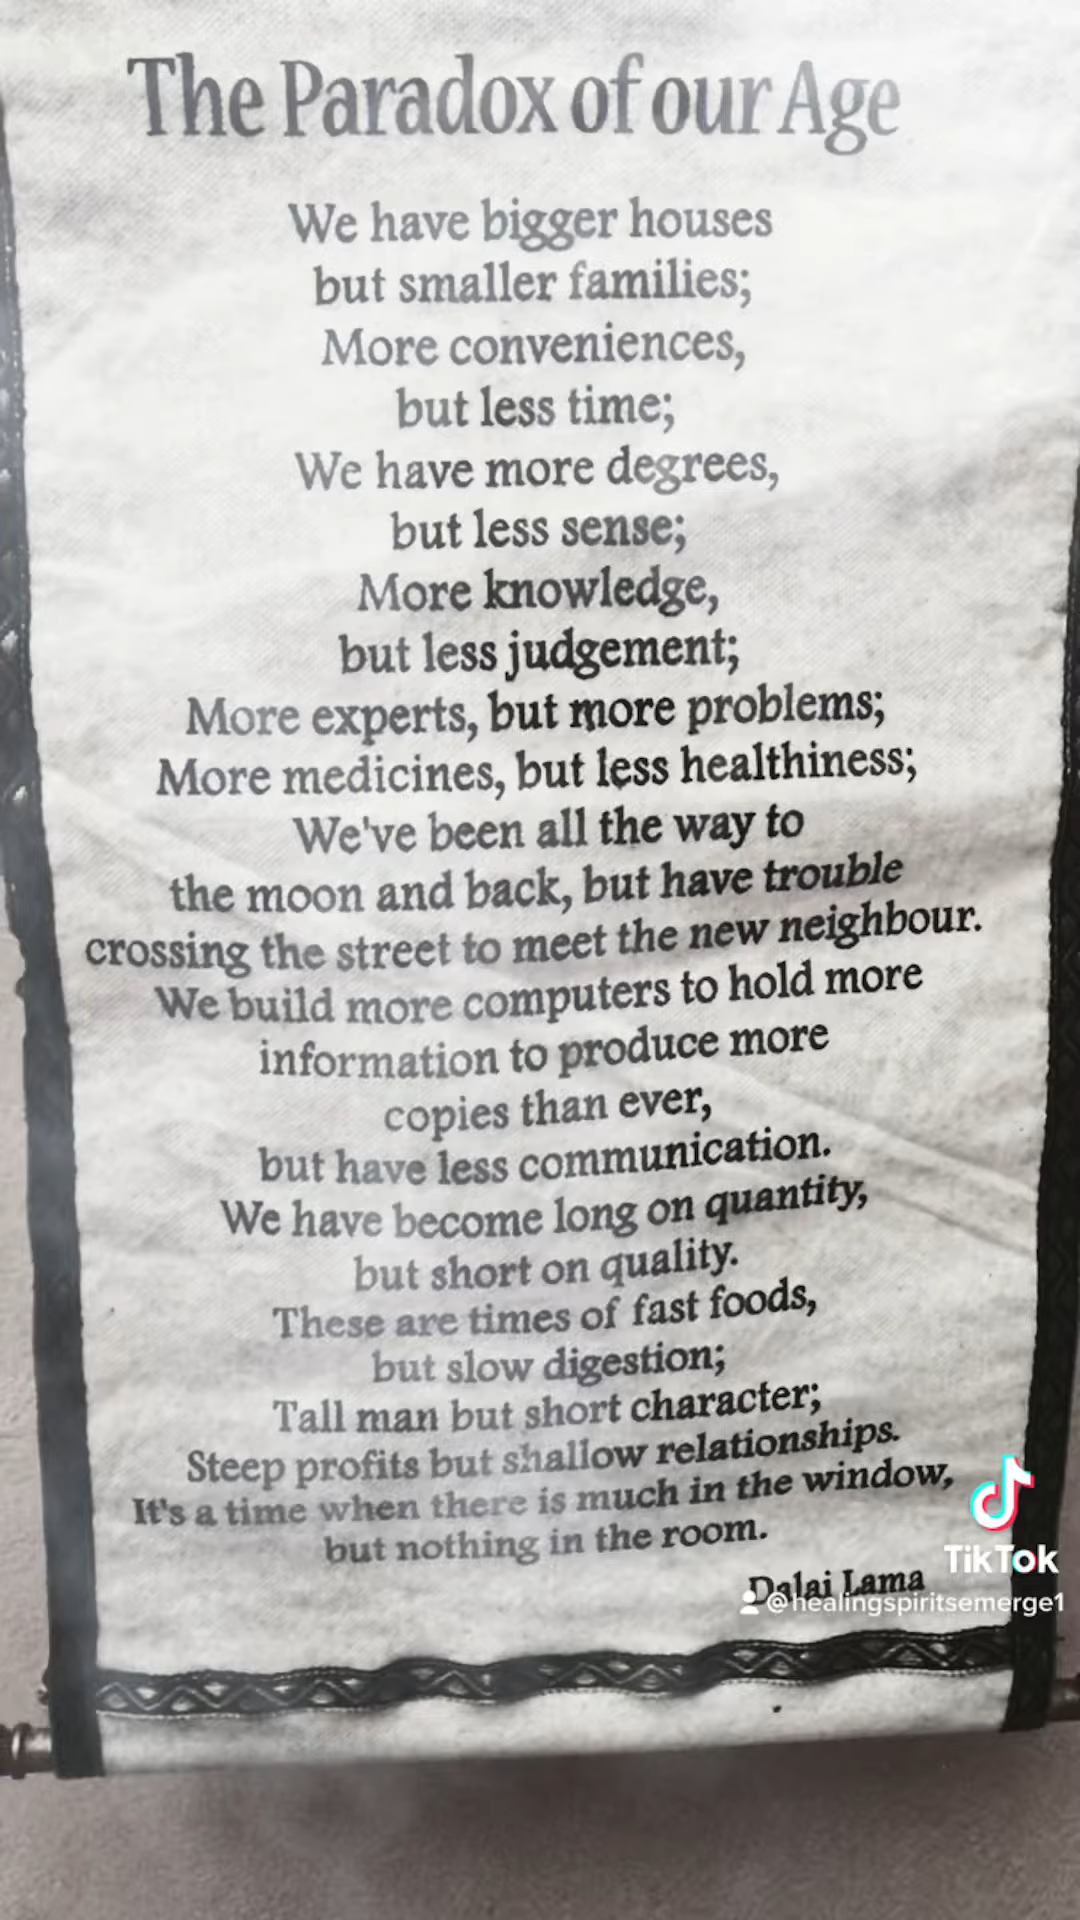 The Paradox of our Age
We have bigger houses
but smaller families;
More conveniences,
but less time;
We have more degrees,
but less sense;
More knowledge,
but less judgement;
More experts, but more problems;
More medicines, but less healthiness;
We've been all the way to
the moon and back, but have trouble
crossing the street to meet the new neighbour.
We build more computers to hold more
information to produce more
copies than ever,
but have less communication.
We have become long on quantity,
but short on quality.
These are times of fast foods,
but slow digestion;
Tall man but short character;
Steep profits but shallow relationships.
It's a time when there is much in the window,
but nothing in the room.
Dalai Lama
TikTok
@healingspiritsemerge1